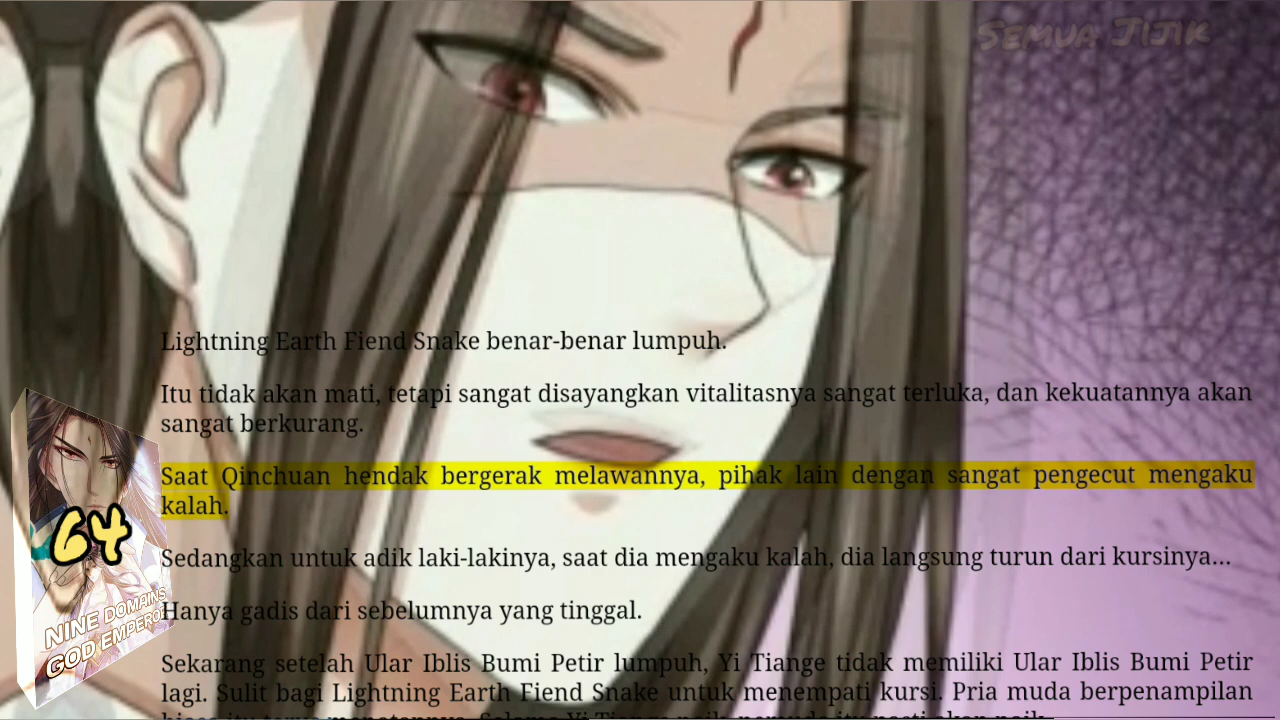 SEMUA JIJIK
Lightning Earth Fiend Snake benar-benar lumpuh.
Itu tidak akan mati, tetapi sangat disayangkan vitalitasnya sangat terluka, dan kekuatannya akan
sangat berkurang.
Saat Qinchuan hendak bergerak melawannya, pihak lain dengan sangat pengecut mengaku
kalah.
Sedangkan untuk adik laki-lakinya, saat dia mengaku kalah, dia langsung turun dari kursinya...
Hanya gadis dari sebelumnya yang tinggal.
Sekarang setelah Ular Iblis Bumi Petir lumpuh, Yi Tiange tidak memiliki Ular Iblis Bumi Petir
lagi. Sulit bagi Lightning Earth Fiend Snake untuk menempati kursi. Pria muda berpenampilan
64
NINE DOMAINS
GOD EMPEROR